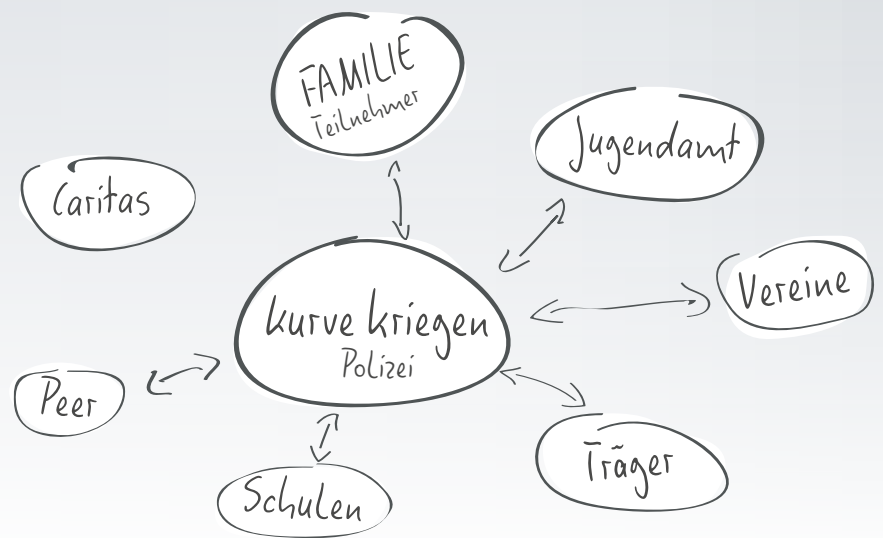 FAMILIE
Teilnehmer
Jugendamt
Caritas
Vereine
kurve kriegen
Polizei
Peer
Träger
Schulen